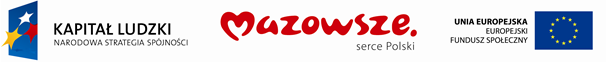 KAPITAŁ LUDZKI
NARODOWA STRATEGIA SPÓJNOŚCI
Mazowsze.
serce Polski
UNIA EUROPEJSKA
EUROPEJSKI
FUNDUSZ SPOŁECZNY